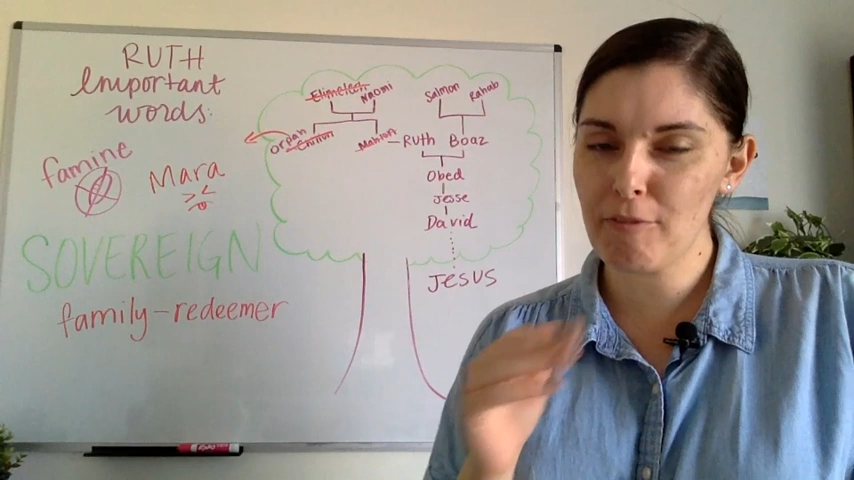 RUTH
Important
words:
famine
Mara
SOVEREIGN
family-redeemer
Elimelech
Naomi
Salmon
Rahab
Orpah
Chilion
Mahlon
RUTH
Boaz
Obed
Jesse
David
JESUS
EXPO